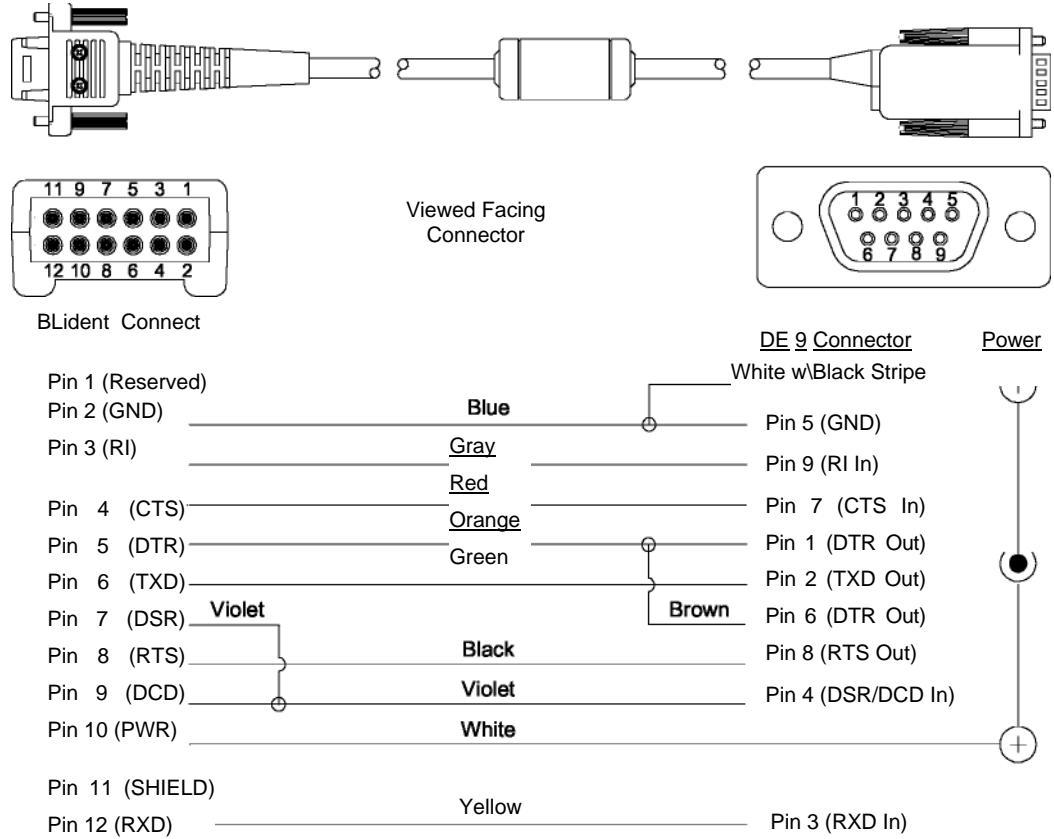 11 9 7 5 3 1
12 10 8 6 4 2
Viewed Facing
Connector
1 2 3 4 5
6 7 8 9
BLident Connect
DE 9 Connector
Power
White w\Black Stripe
Pin 1 (Reserved)
Pin 2 (GND)
Blue
Pin 5 (GND)
Pin 3 (RI)
Gray
Pin 9 (RI In)
Red
Pin 4 (CTS)
Pin 7 (CTS In)
Orange
Pin 5 (DTR)
Pin 1 (DTR Out)
Green
Pin 6 (TXD)
Pin 2 (TXD Out)
Pin 7 (DSR)
Violet
Brown
Pin 6 (DTR Out)
Pin 8 (RTS)
Black
Pin 8 (RTS Out)
Pin 9 (DCD)
Violet
Pin 4 (DSR/DCD In)
Pin 10 (PWR)
White
Pin 11 (SHIELD)
Pin 12 (RXD)
Yellow
Pin 3 (RXD In)